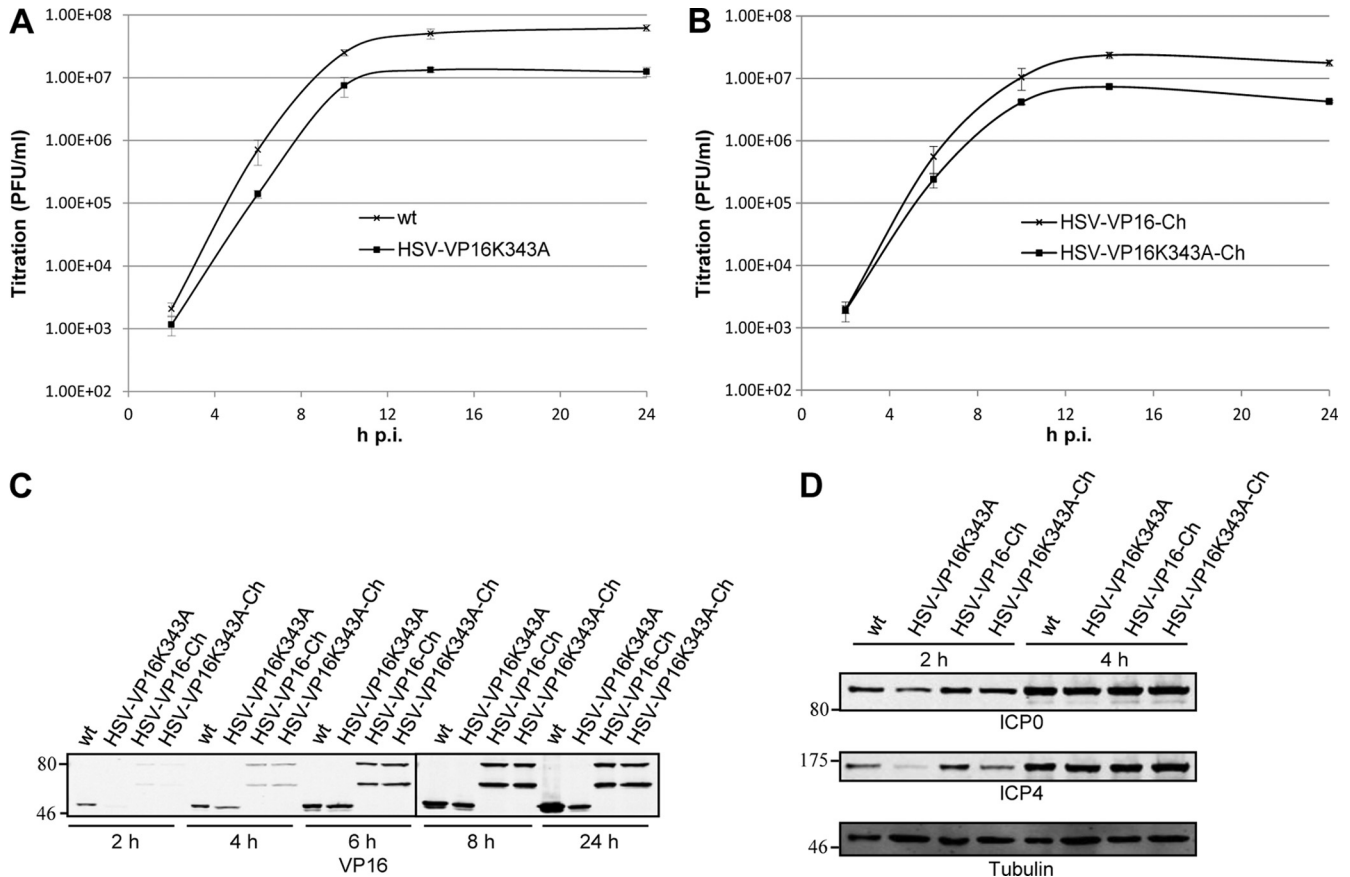 A
1.00E+08
1.00E+07
1.00E+06
1.00E+05
1.00E+04
1.00E+03
1.00E+02
Titration (PFU/ml)
wt
HSV-VP16K343A
0 4 8 12 16 20 24
h p.i.
B
1.00E+08
1.00E+07
1.00E+06
1.00E+05
1.00E+04
1.00E+03
1.00E+02
Titration (PFU/ml)
HSV-VP16-Ch
HSV-VP16K343A-Ch
0 4 8 12 16 20 24
h p.i.
C
wt HSV-VP16K343A HSV-VP16-Ch HSV-VP16K343A-Ch
wt HSV-VP16K343A HSV-VP16-Ch HSV-VP16K343A-Ch
wt HSV-VP16K343A HSV-VP16-Ch HSV-VP16K343A-Ch
wt HSV-VP16K343A HSV-VP16-Ch HSV-VP16K343A-Ch
wt HSV-VP16K343A HSV-VP16-Ch HSV-VP16K343A-Ch
80
46
2 h 4 h 6 h 8 h 24 h
VP16
D
wt HSV-VP16K343A HSV-VP16-Ch HSV-VP16K343A-Ch
wt HSV-VP16K343A HSV-VP16-Ch HSV-VP16K343A-Ch
2 h 4 h
80
ICP0
175
ICP4
46
Tubulin